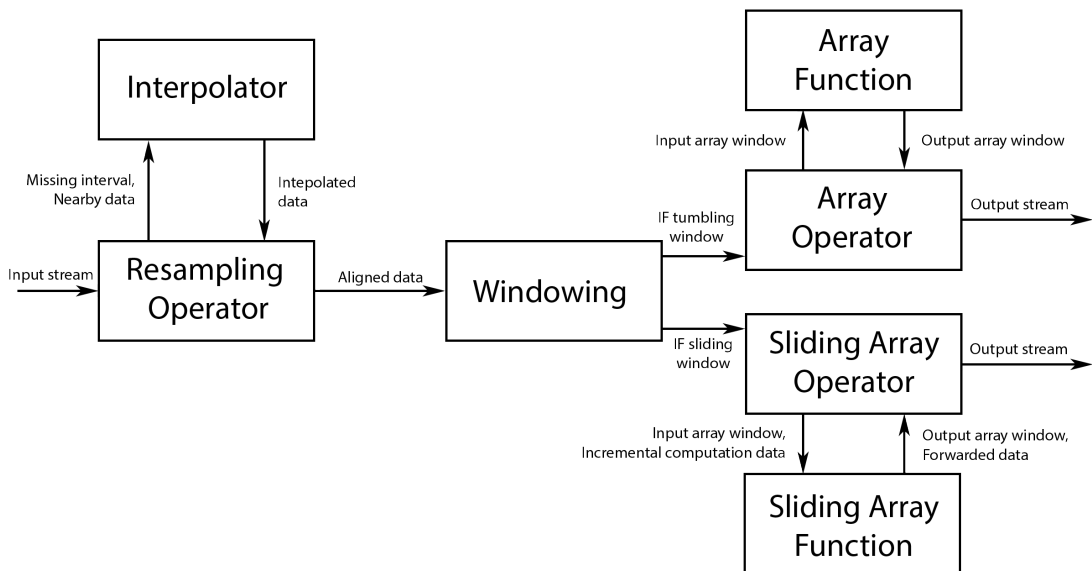 Array
Function
Interpolator
Input array window
Output array window
Missing interval,
Nearby data
Intepolated
data
Array
Operator
Output stream
IF tumbling
window
Input stream
Resampling
Operator
Aligned data
Windowing
IF sliding
window
Sliding Array
Operator
Output stream
Input array window,
Incremental computation data
Output array window,
Forwarded data
Sliding Array
Function